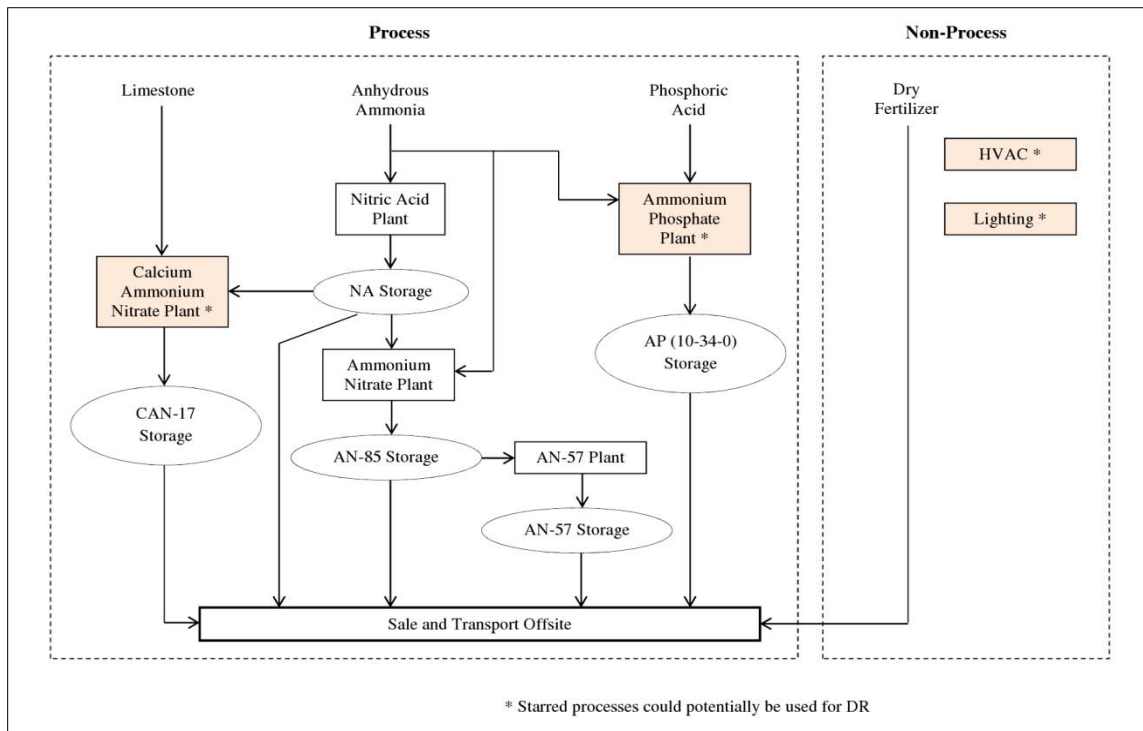 Process
Non-Process
Limestone
Anhydrous
Ammonia
Phosphoric
Acid
Dry
Fertilizer
HVAC *
Nitric Acid
Plant
Ammonium
Phosphate
Plant *
Lighting *
Calcium
Ammonium
Nitrate Plant *
NA Storage
Ammonium
Nitrate Plant
AP (10-34-0)
Storage
CAN-17
Storage
AN-85 Storage
AN-57 Plant
AN-57 Storage
Sale and Transport Offsite
* Starred processes could potentially be used for DR